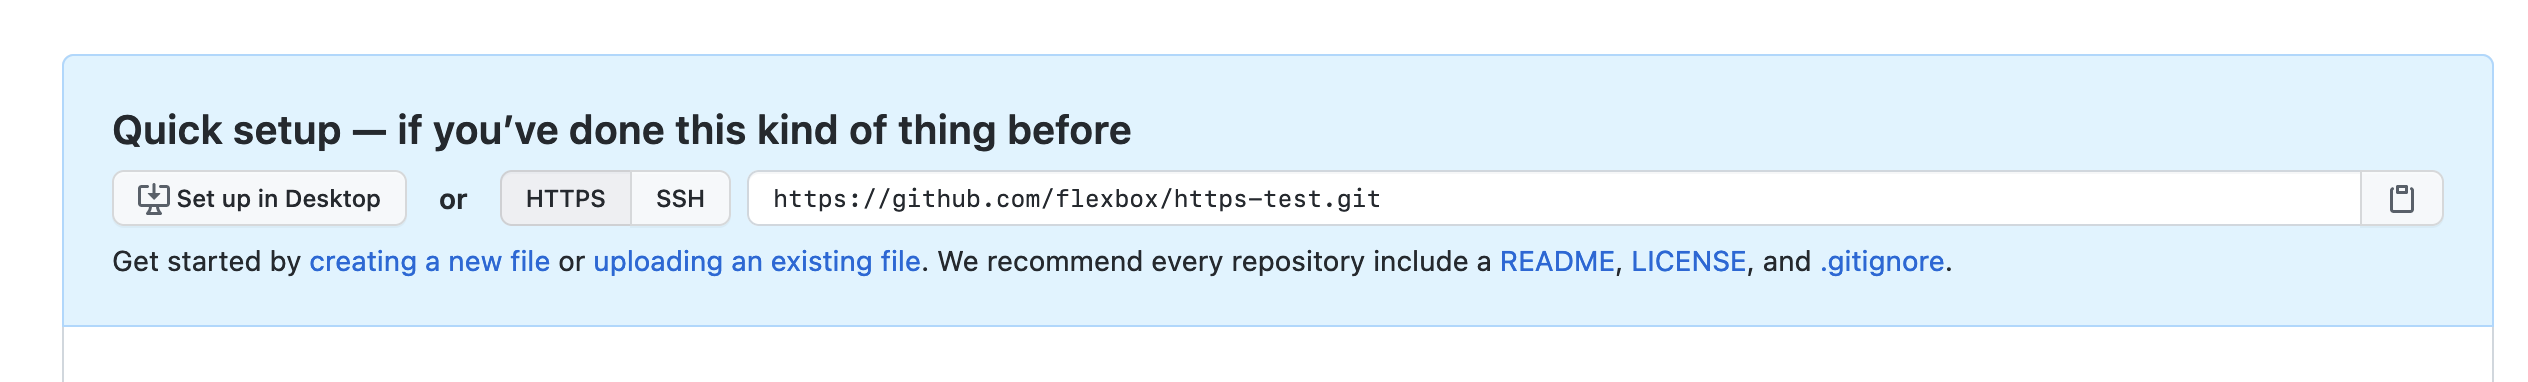 Quick setup — if you’ve done this kind of thing before
Set up in Desktop or HTTPS SSH https://github.com/flexbox/https-test.git
Get started by creating a new file or uploading an existing file. We recommend every repository include a README, LICENSE, and .gitignore.